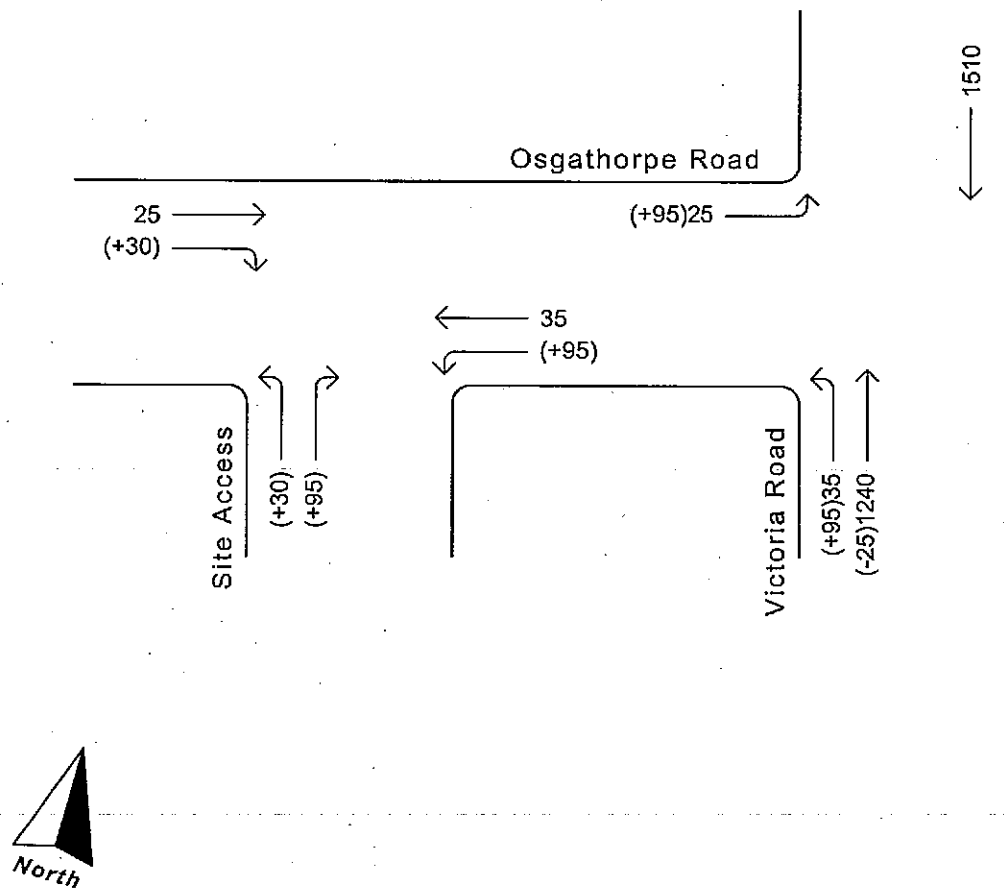 1510
Osgathorpe Road
25
(+95)25
(+30)
35
(+95)
Site Access
(+30)
(+95)
Victoria Road
(+95)35
(-25)1240
North